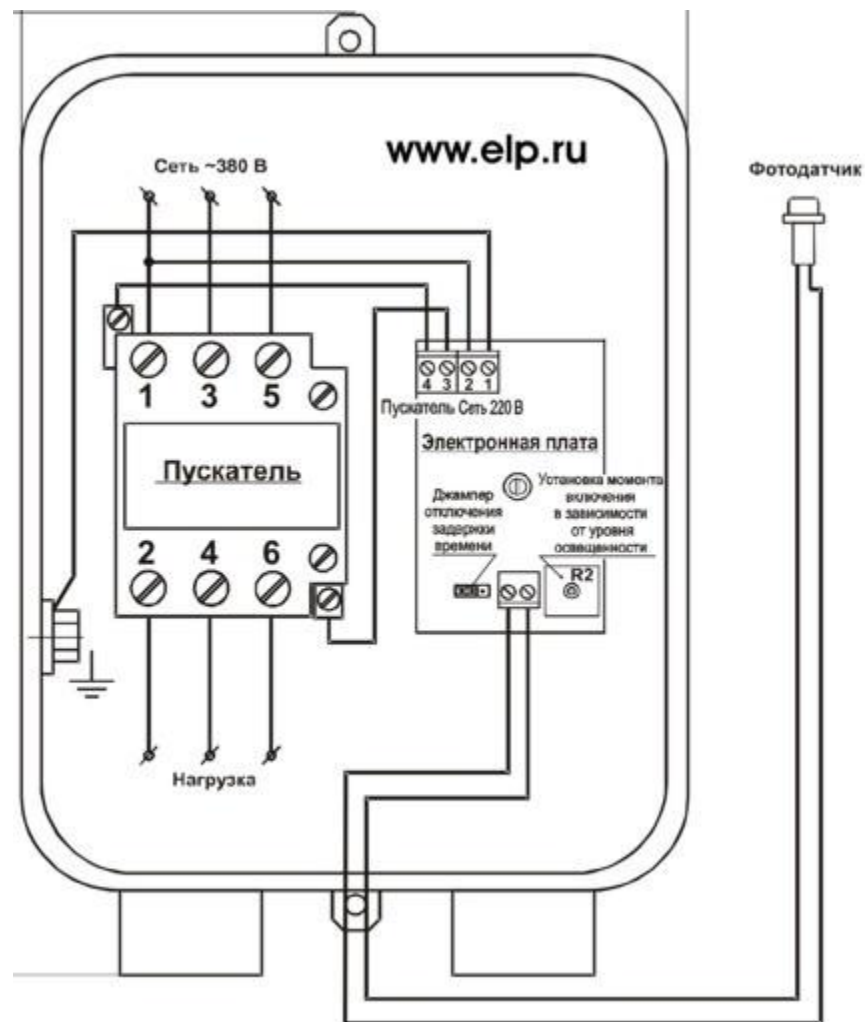 www.elp.ru
Сеть ~380 В
Фотодатчик
1 3 5
4 3 2 1
Пускатель Сеть 220 В
Электронная плата
Пускатель
Джампер
отключения
задержки
времени
Установка момента
включения
в зависимости
от уровня
освещенности
2 4 6
R2
Нагрузка